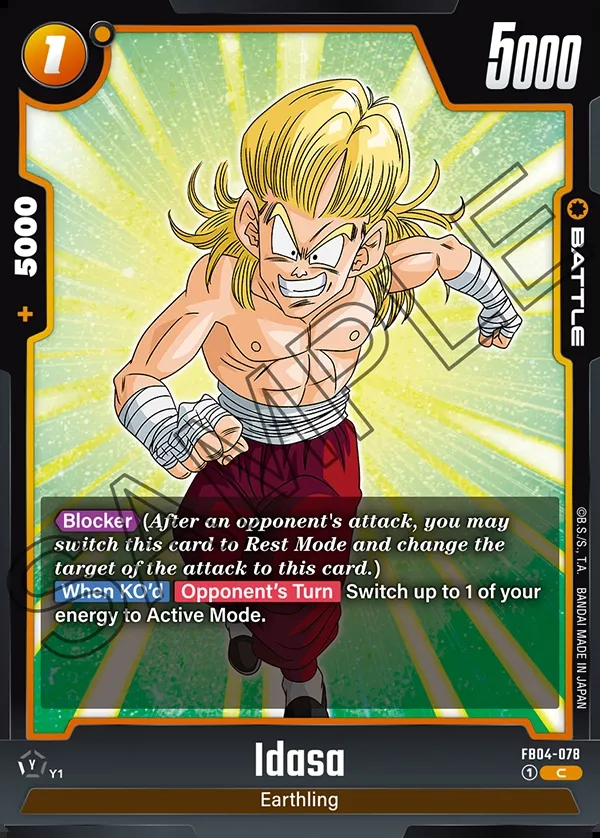 1
5000
+ 5000
BATTLE
SAMPLE
Blocker (After an opponent's attack, you may
switch this card to Rest Mode and change the
target of the attack to this card.)
When KO'd Opponent's Turn Switch up to 1 of your
energy to Active Mode.
©B.S./S., T.A. BANDAI MADE IN JAPAN
Idasa
FB04-078
Y Y1
1 C
Earthling